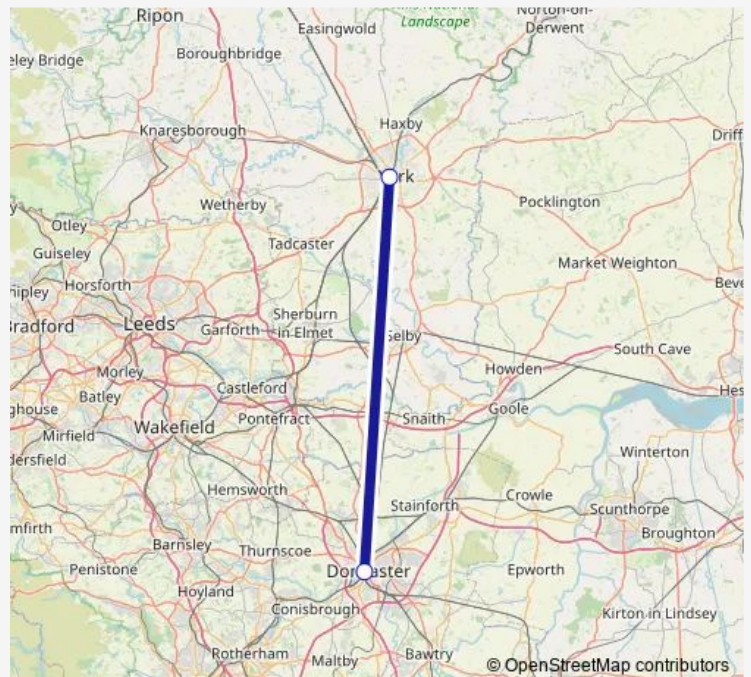 Ripon
Easingwold
Landscape
Norton-on-
Derwent
Boroughbridge
eley Bridge
Haxby
Knaresborough
Driff
rk
Wetherby
Pocklington
Otley
Tadcaster
Guiseley
Market Weighton
Horsforth
hipley
Beve
Sherburn
in Elmet
Bradford
Leeds
Garforth
Selby
South Cave
Howden
Morley
Castleford
Hes
Batley
ghouse
Goole
Pontefract
Snaith
Wakefield
Mirfield
Winterton
dersfield
Hemsworth
Crowle
Stainforth
Scunthorpe
mfirth
Broughton
Barnsley
Thurnscoe
Penistone
Doncaster
Epworth
Hoyland
Conisbrough
Kirton in Lindsey
Rotherham
Maltby
Bawtry
© OpenStreetMap contributors